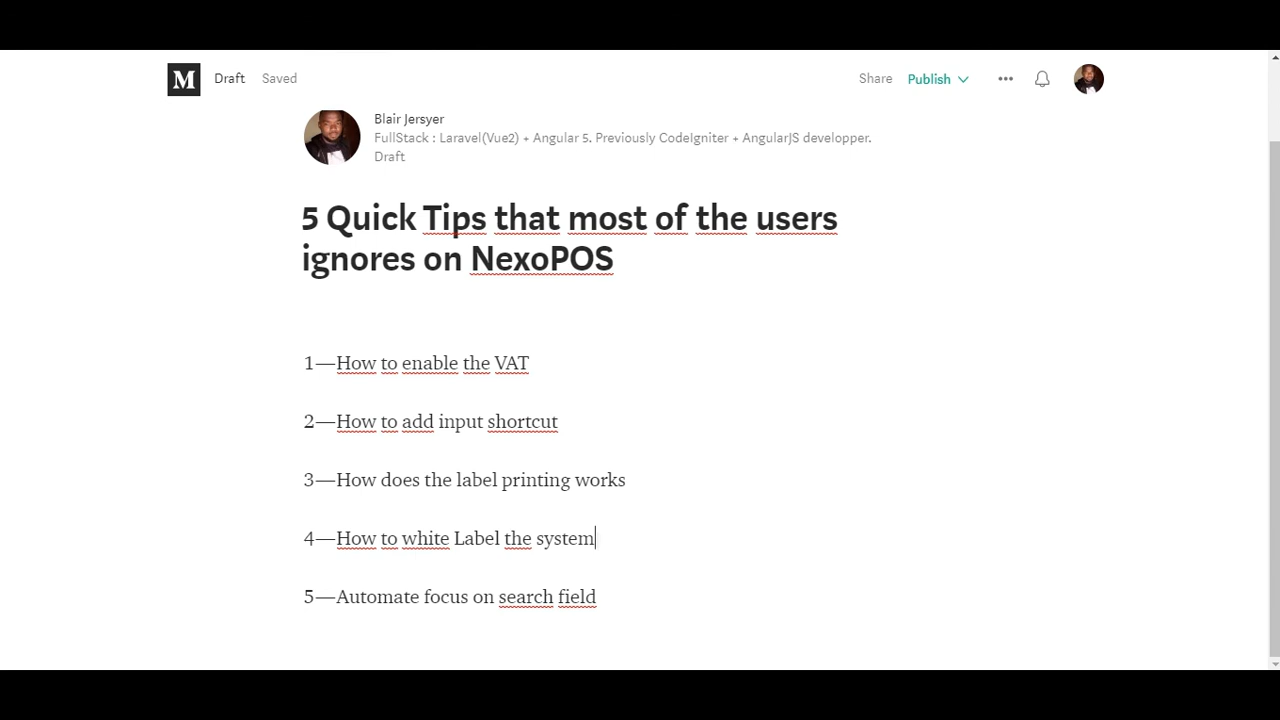 M Draft Saved Share Publish
Blair Jersyer
FullStack : Laravel(Vue2) + Angular 5. Previously CodeIgniter + AngularJS developper.
Draft
5 Quick Tips that most of the users
ignores on NexoPOS
1—How to enable the VAT
2—How to add input shortcut
3—How does the label printing works
4—How to white Label the system
5—Automate focus on search field